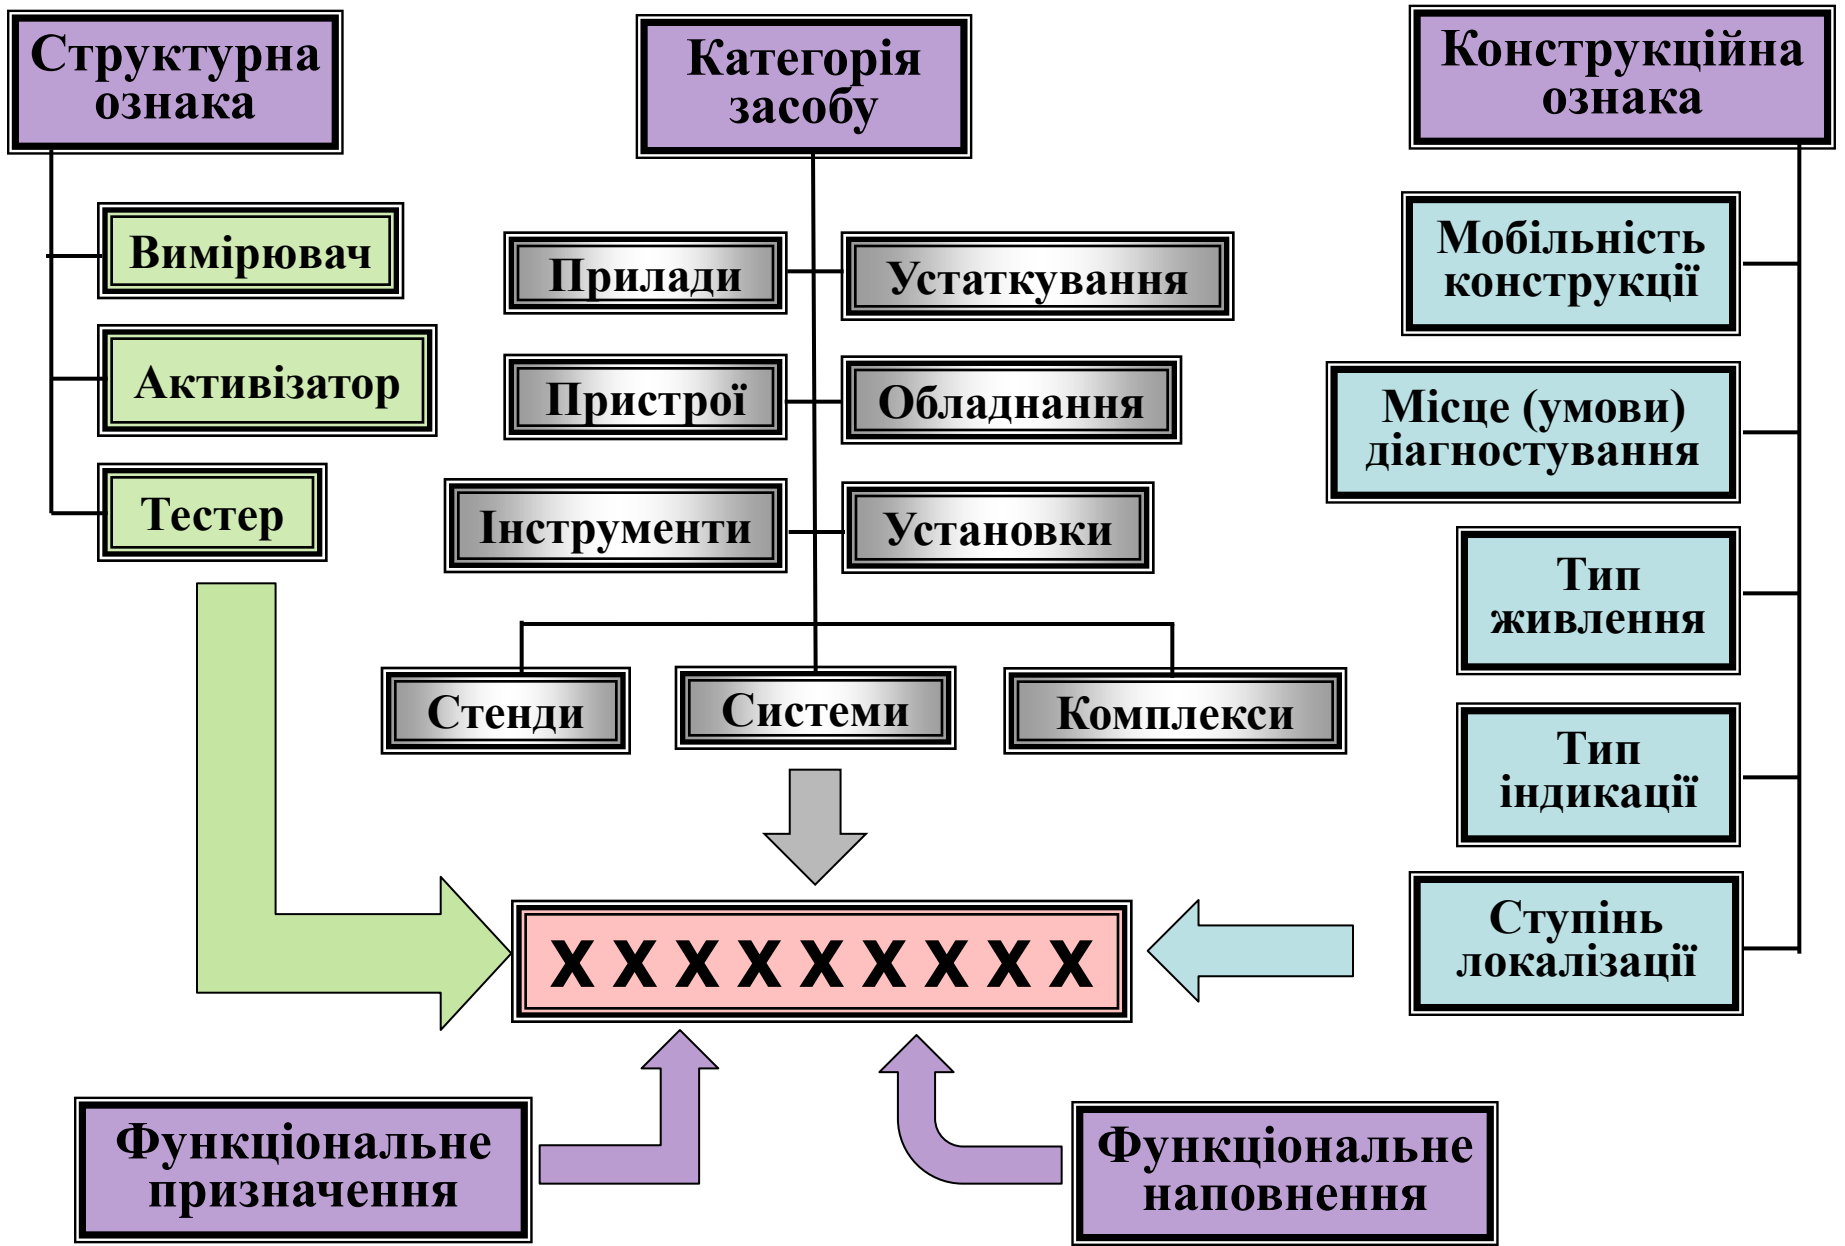 Структурна
ознака
Категорія
засобу
Конструкційна
ознака
Вимірювач
Активізатор
Тестер
Прилади
Устаткування
Пристрої
Обладнання
Інструменти
Установки
Стенди
Системи
Комплекси
Мобільність
конструкції
Місце (умови)
діагностування
Тип
живлення
Тип
індикації
Ступінь
локалізації
X X X X X X X X X
Функціональне
призначення
Функціональне
наповнення